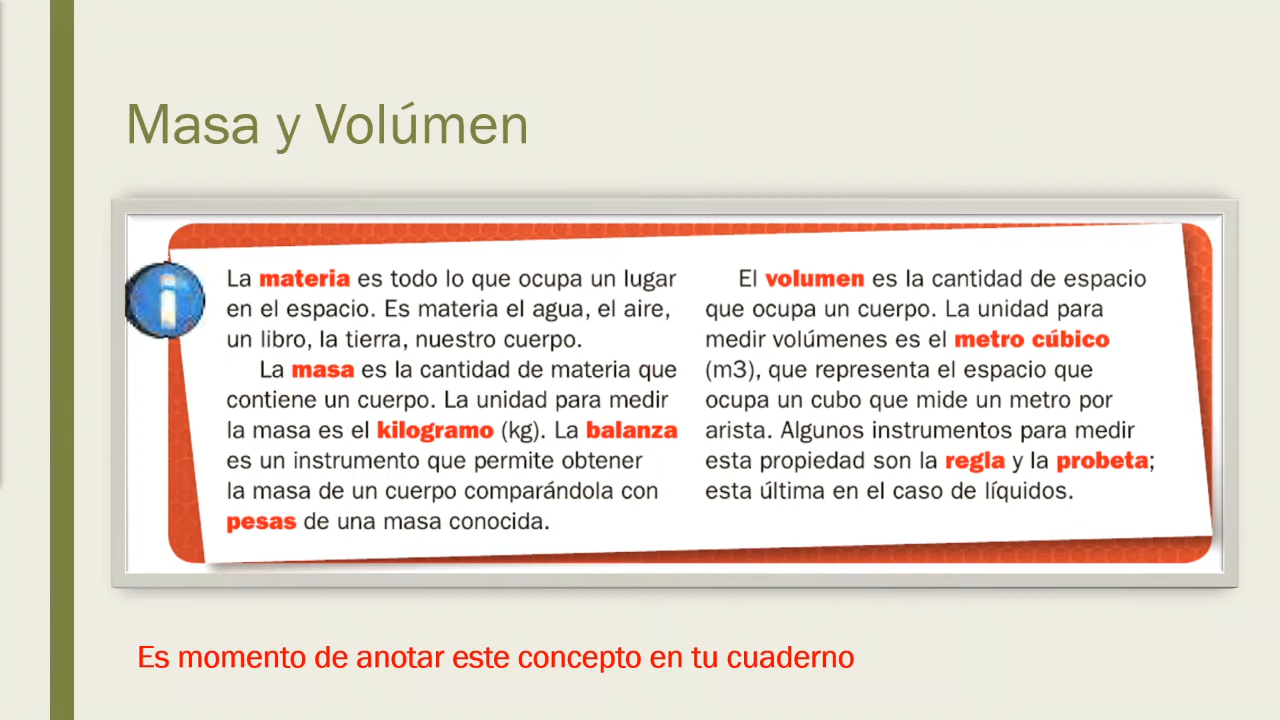 Masa y Volúmen
La materia es todo lo que ocupa un lugar
en el espacio. Es materia el agua, el aire,
un libro, la tierra, nuestro cuerpo.
La masa es la cantidad de materia que
contiene un cuerpo. La unidad para medir
la masa es el kilogramo (kg). La balanza
es un instrumento que permite obtener
la masa de un cuerpo comparándola con
pesas de una masa conocida.
El volumen es la cantidad de espacio
que ocupa un cuerpo. La unidad para
medir volúmenes es el metro cúbico
(m3), que representa el espacio que
ocupa un cubo que mide un metro por
arista. Algunos instrumentos para medir
esta propiedad son la regla y la probeta;
esta última en el caso de líquidos.
Es momento de anotar este concepto en tu cuaderno